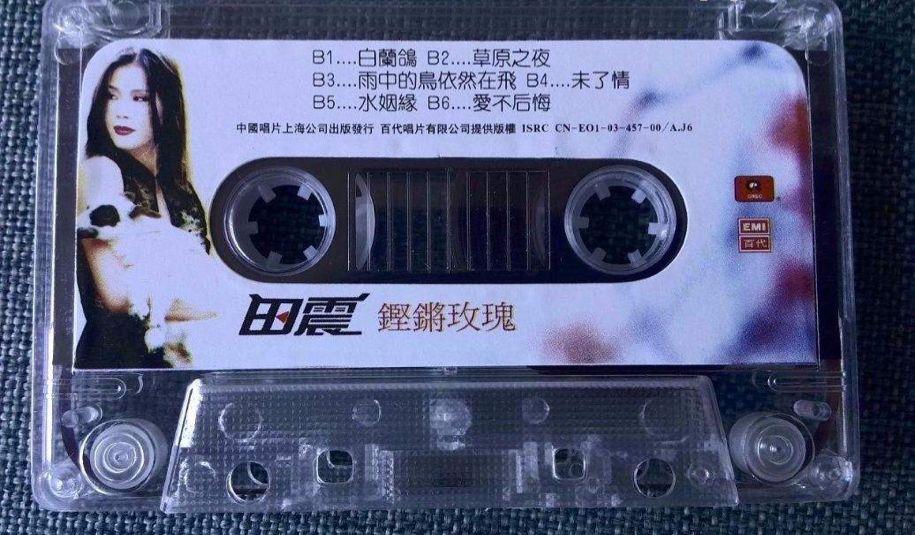 B1....白蘭鴿 B2....草原之夜
B3....雨中的鳥依然在飛 B4....未了情
B5....水姻緣 B6....愛不后悔
中國唱片上海公司出版發行 百代唱片有限公司提供版權 ISRC CN-EO1-03-457-00/A.J6
EMI
百代
田震 鏗鏘玫瑰